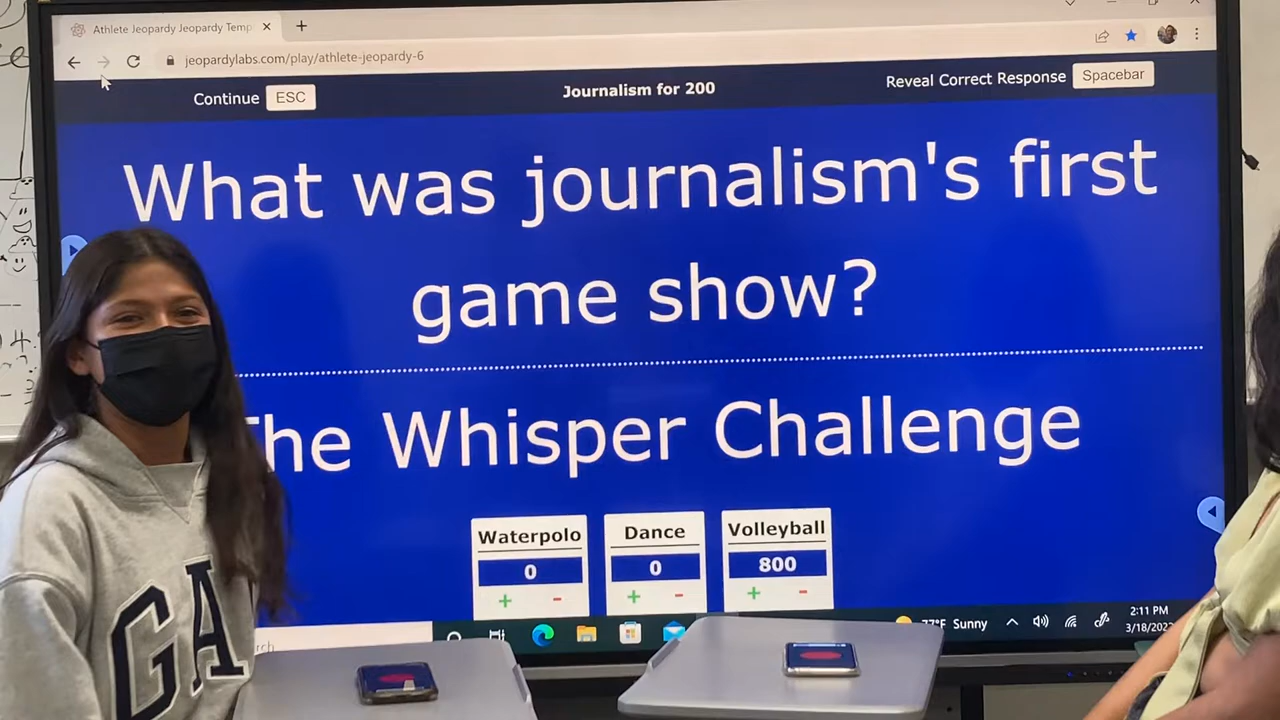 Athlete Jeopardy Jeopardy Temp
jeopardylabs.com/play/athlete-jeopardy-6
Continue ESC
Journalism for 200
Reveal Correct Response Spacebar
What was journalism's first
game show?
The Whisper Challenge
Waterpolo Dance Volleyball
0 0 800
+ - + - + -
77°F Sunny
2:11 PM
GA